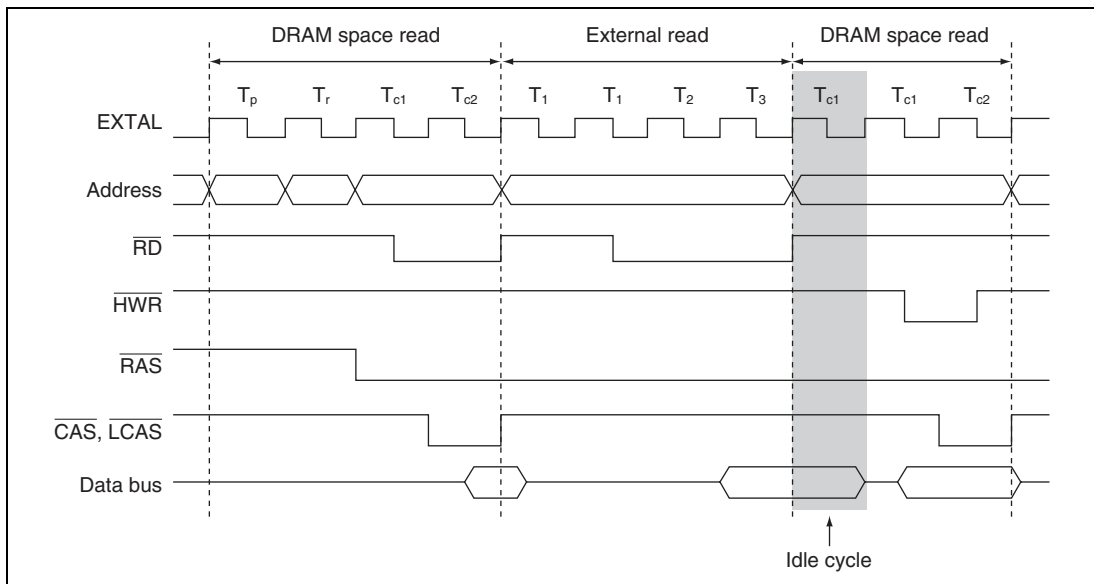 DRAM space read External read DRAM space read
Tp Tr Tc1 Tc2 T1 T1 T2 T3 Tc1 Tc1 Tc2
EXTAL
Address
RD
HWR
RAS
CAS, LCAS
Data bus
Idle cycle